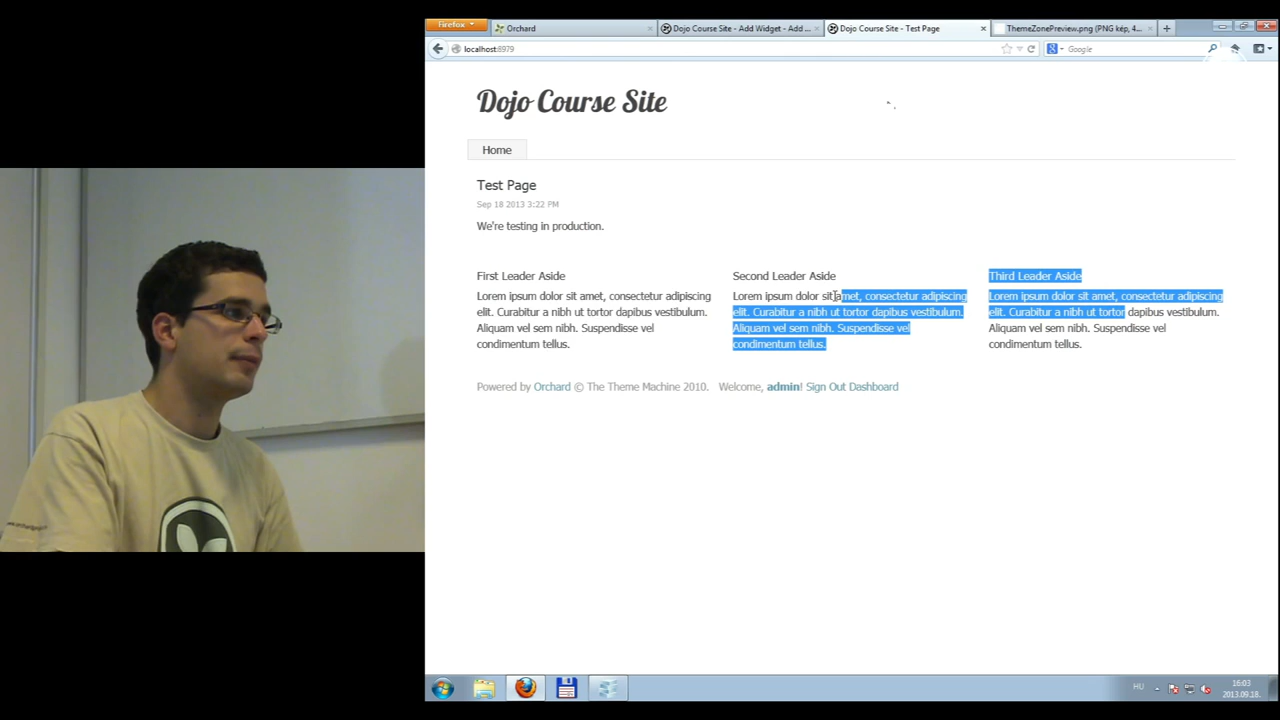 Firefox
Orchard
Dojo Course Site - Add Widget - Add ...
Dojo Course Site - Test Page
ThemeZonePreview.png (PNG kép, 4...
localhost:8979
Google
Dojo Course Site
Home
Test Page
Sep 18 2013 3:22 PM
We're testing in production.
First Leader Aside
Lorem ipsum dolor sit amet, consectetur adipiscing
elit. Curabitur a nibh ut tortor dapibus vestibulum.
Aliquam vel sem nibh. Suspendisse vel
condimentum tellus.
Second Leader Aside
Lorem ipsum dolor sit amet, consectetur adipiscing
elit. Curabitur a nibh ut tortor dapibus vestibulum.
Aliquam vel sem nibh. Suspendisse vel
condimentum tellus.
Third Leader Aside
Lorem ipsum dolor sit amet, consectetur adipiscing
elit. Curabitur a nibh ut tortor dapibus vestibulum.
Aliquam vel sem nibh. Suspendisse vel
condimentum tellus.
Powered by Orchard © The Theme Machine 2010. Welcome, admin! Sign Out Dashboard
HU
16:03
2013.09.18.